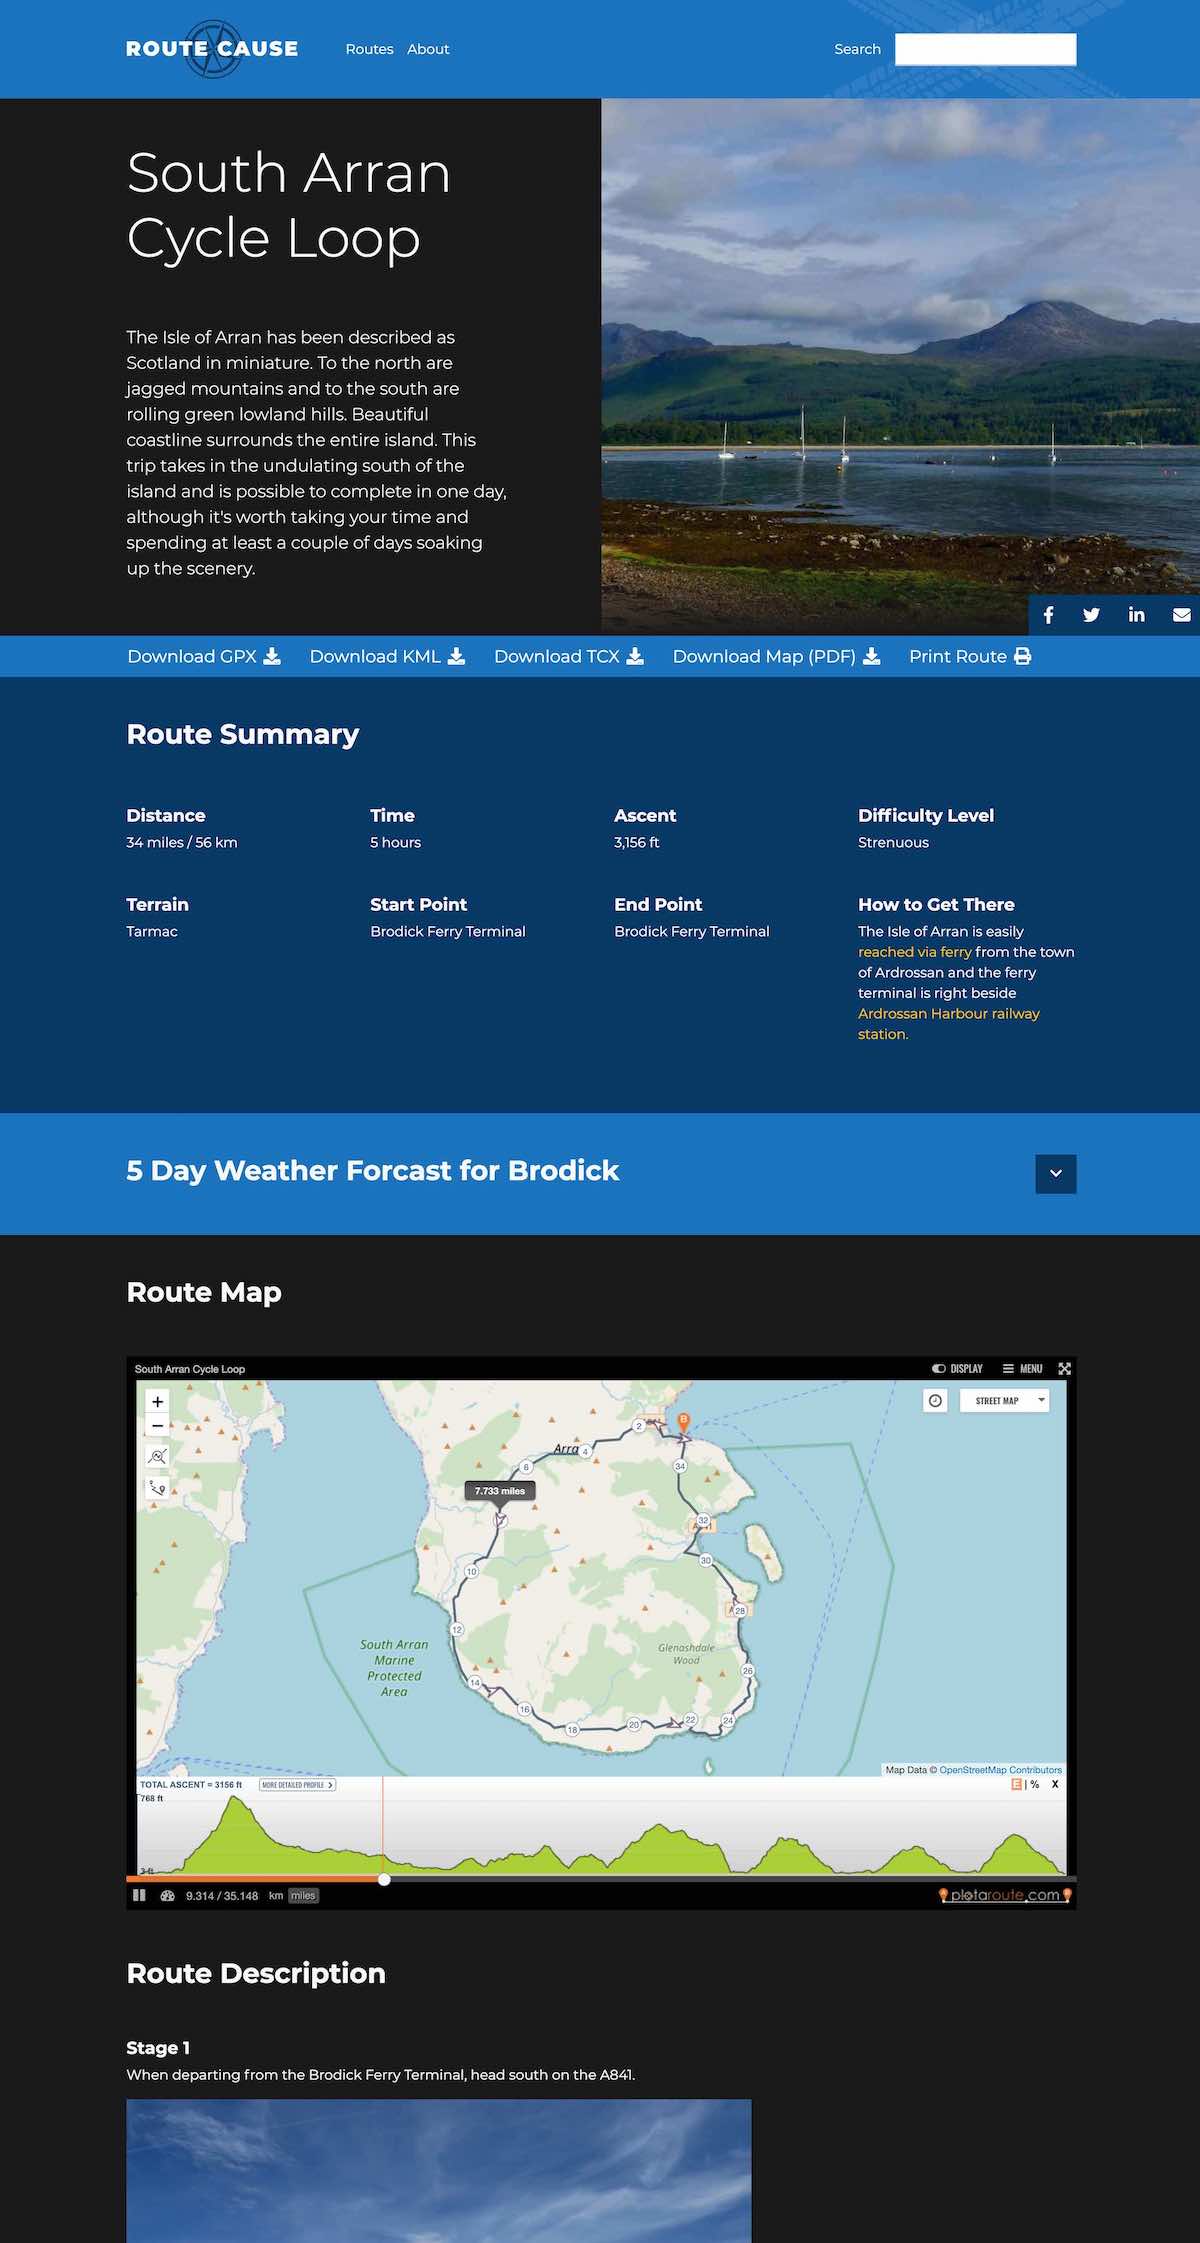 ROUTE CAUSE
Routes About
Search
South Arran
Cycle Loop
The Isle of Arran has been described as
Scotland in miniature. To the north are
jagged mountains and to the south are
rolling green lowland hills. Beautiful
coastline surrounds the entire island. This
trip takes in the undulating south of the
island and is possible to complete in one day,
although it's worth taking your time and
spending at least a couple of days soaking
up the scenery.
Download GPX Download KML Download TCX Download Map (PDF) Print Route
Route Summary
Distance
34 miles / 56 km
Time
5 hours
Ascent
3,156 ft
Difficulty Level
Strenuous
Terrain
Tarmac
Start Point
Brodick Ferry Terminal
End Point
Brodick Ferry Terminal
How to Get There
The Isle of Arran is easily
reached via ferry from the town
of Ardrossan and the ferry
terminal is right beside
Ardrossan Harbour railway
station.
5 Day Weather Forcast for Brodick
Route Map
South Arran Cycle Loop
DISPLAY MENU
STREET MAP
+
−
B
2
4
6
7.733 miles
10
12
14
16
18
20
22
24
26
28
30
32
34
South Arran
Marine
Protected
Area
Glenashdale
Wood
Map Data © OpenStreetMap Contributors
TOTAL ASCENT = 3156 ft MORE DETAILED PROFILE
E | % X
768 ft
3 ft
9.314 / 35.148 km miles
plotaroute.com
Route Description
Stage 1
When departing from the Brodick Ferry Terminal, head south on the A841.